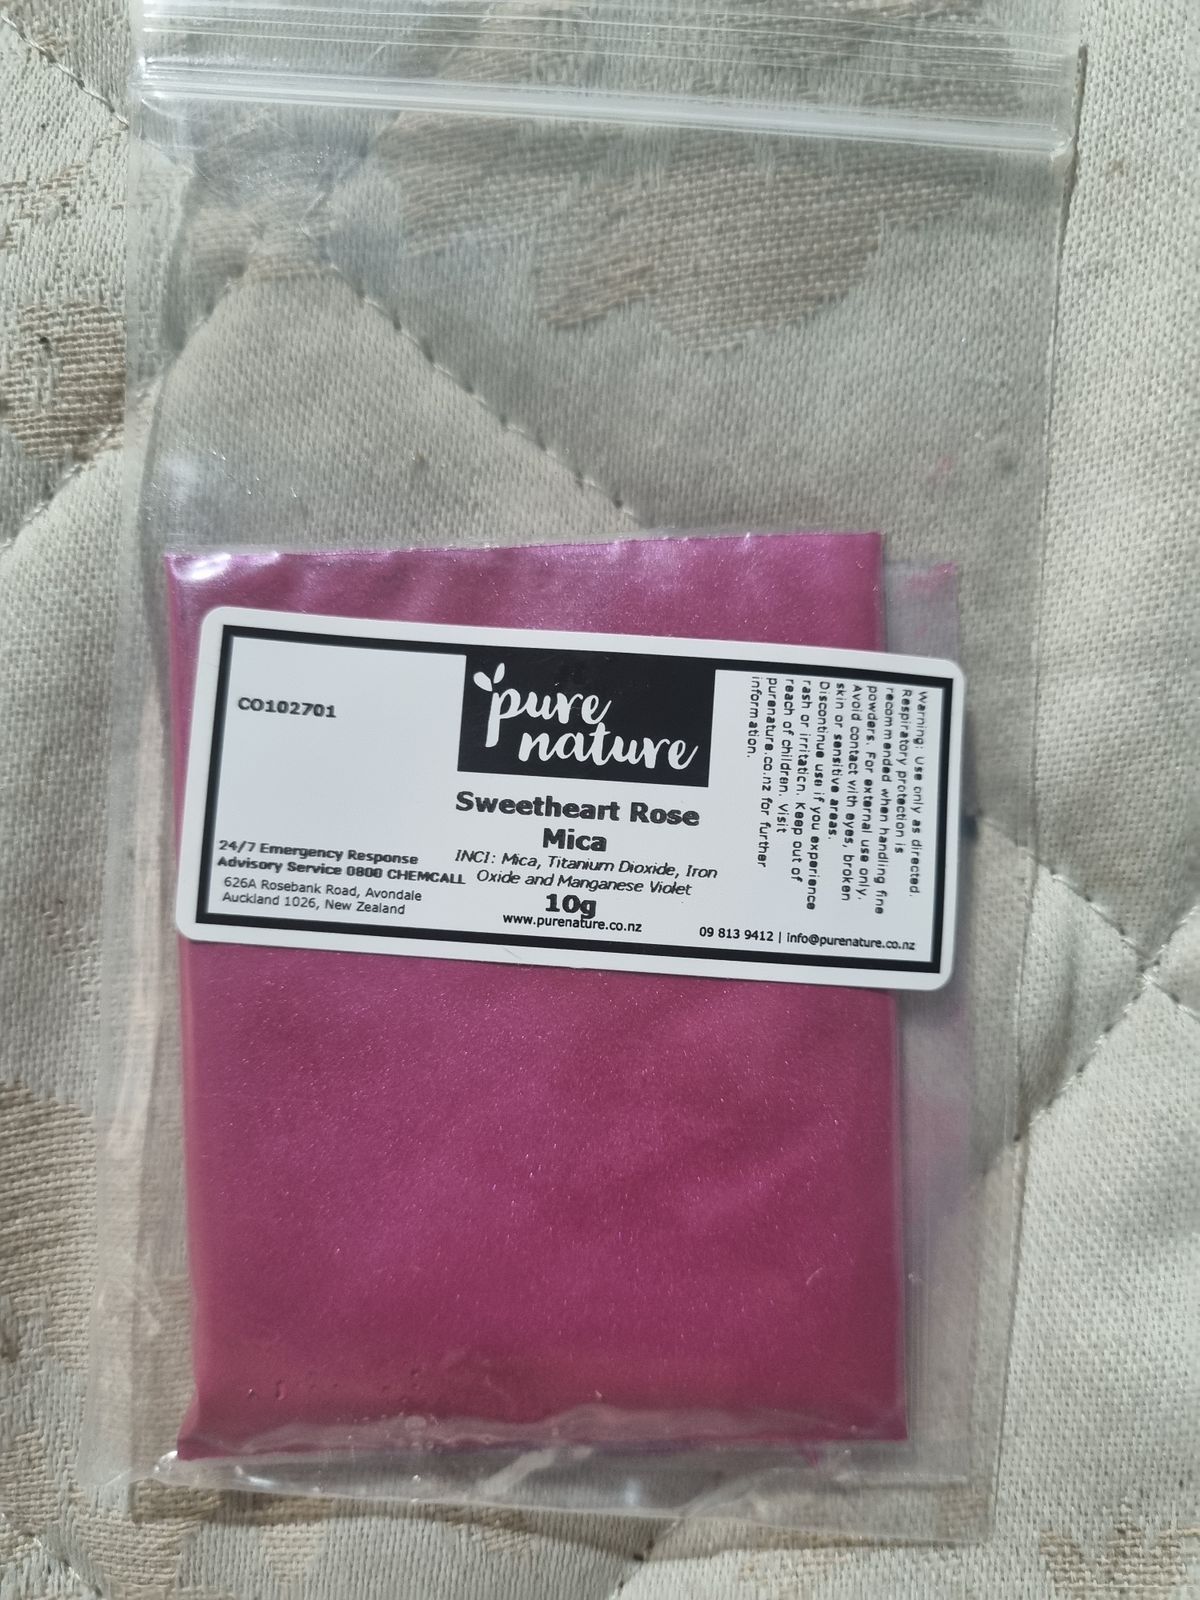 pure
nature
CO102701
Sweetheart Rose
Mica
INCI: Mica, Titanium Dioxide, Iron
Oxide and Manganese Violet
10g
www.purenature.co.nz
24/7 Emergency Response
Advisory Service 0800 CHEMCALL
626A Rosebank Road, Avondale
Auckland 1026, New Zealand
09 813 9412 | info@purenature.co.nz
Warning: Use only as directed.
Respiratory protection is
recommended when handling fine
powders. For external use only.
Avoid contact with eyes, broken
skin or sensitive areas.
Discontinue use if you experience
rash or irritation. Keep out of
reach of children. Visit
purenature.co.nz for further
information.